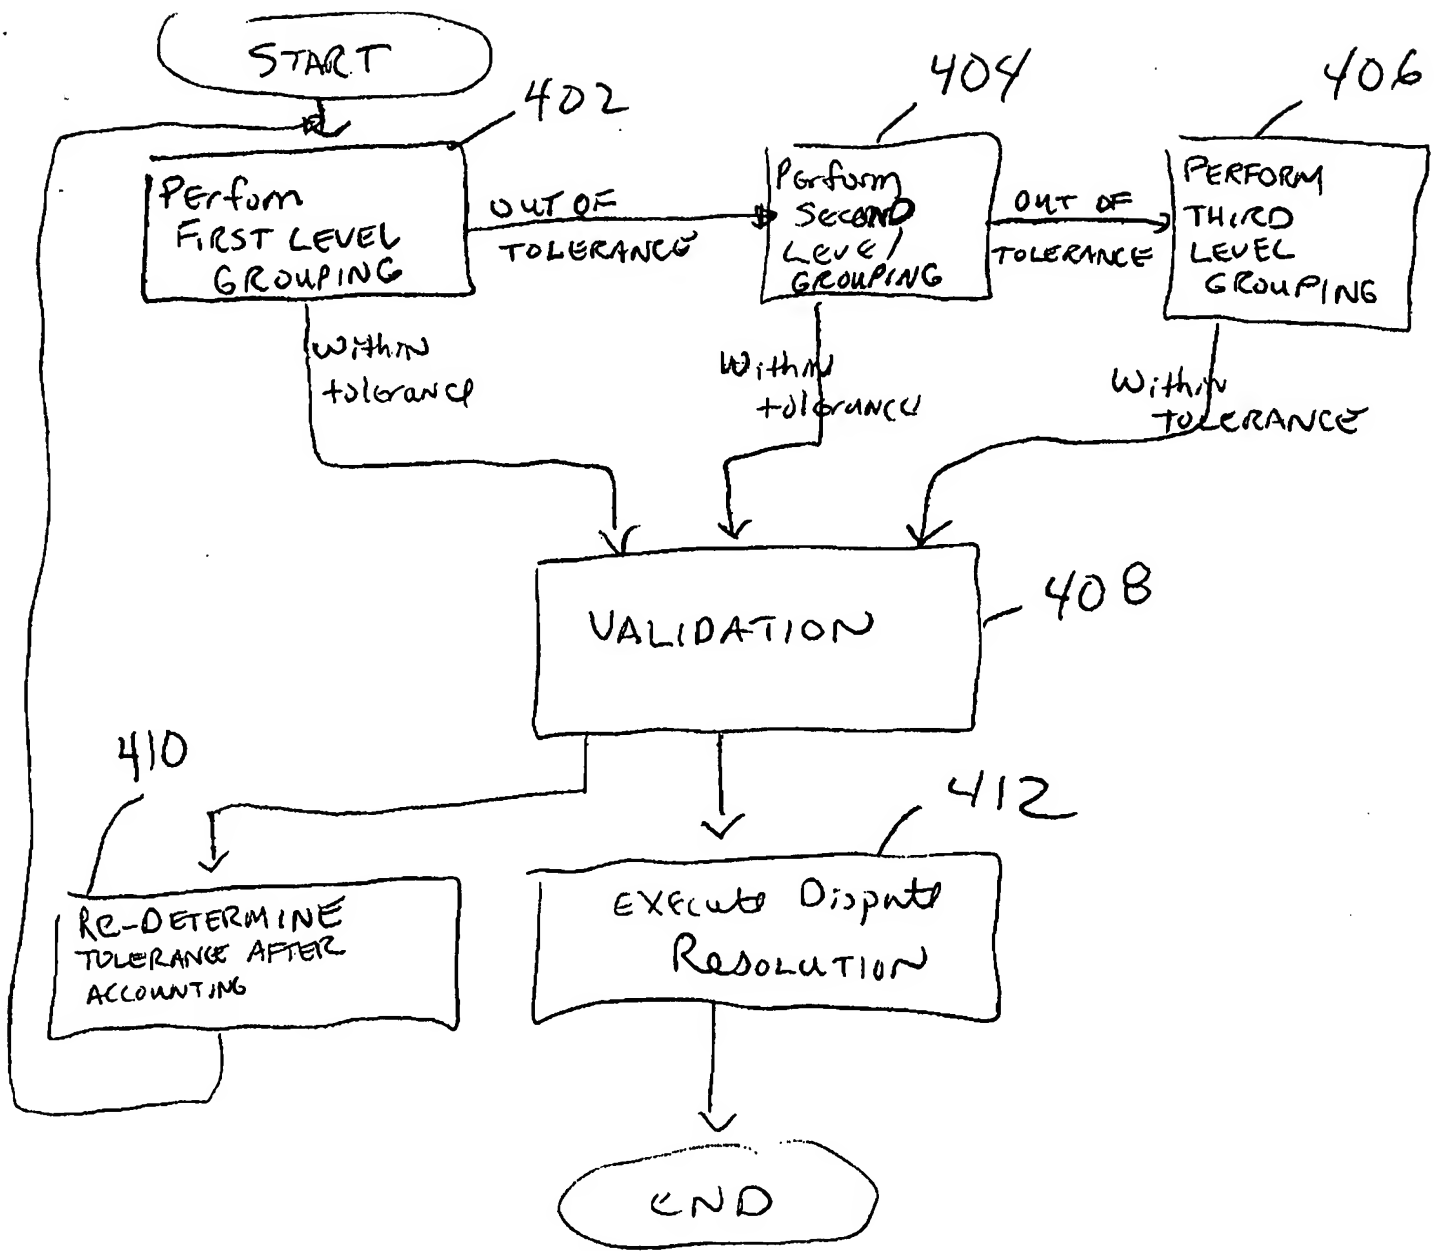 START
402
404
406
Perform
FIRST LEVEL
GROUPING
OUT OF
TOLERANCE
Perform
SECOND
Level
GROUPING
OUT OF
TOLERANCE
PERFORM
THIRD
LEVEL
GROUPING
Within
tolerance
Within
tolerance
Within
TOLERANCE
VALIDATION
408
410
412
Re-DETERMINE
TOLERANCE AFTER
ACCOUNTING
EXECute Dispute
ResoLUTION
END